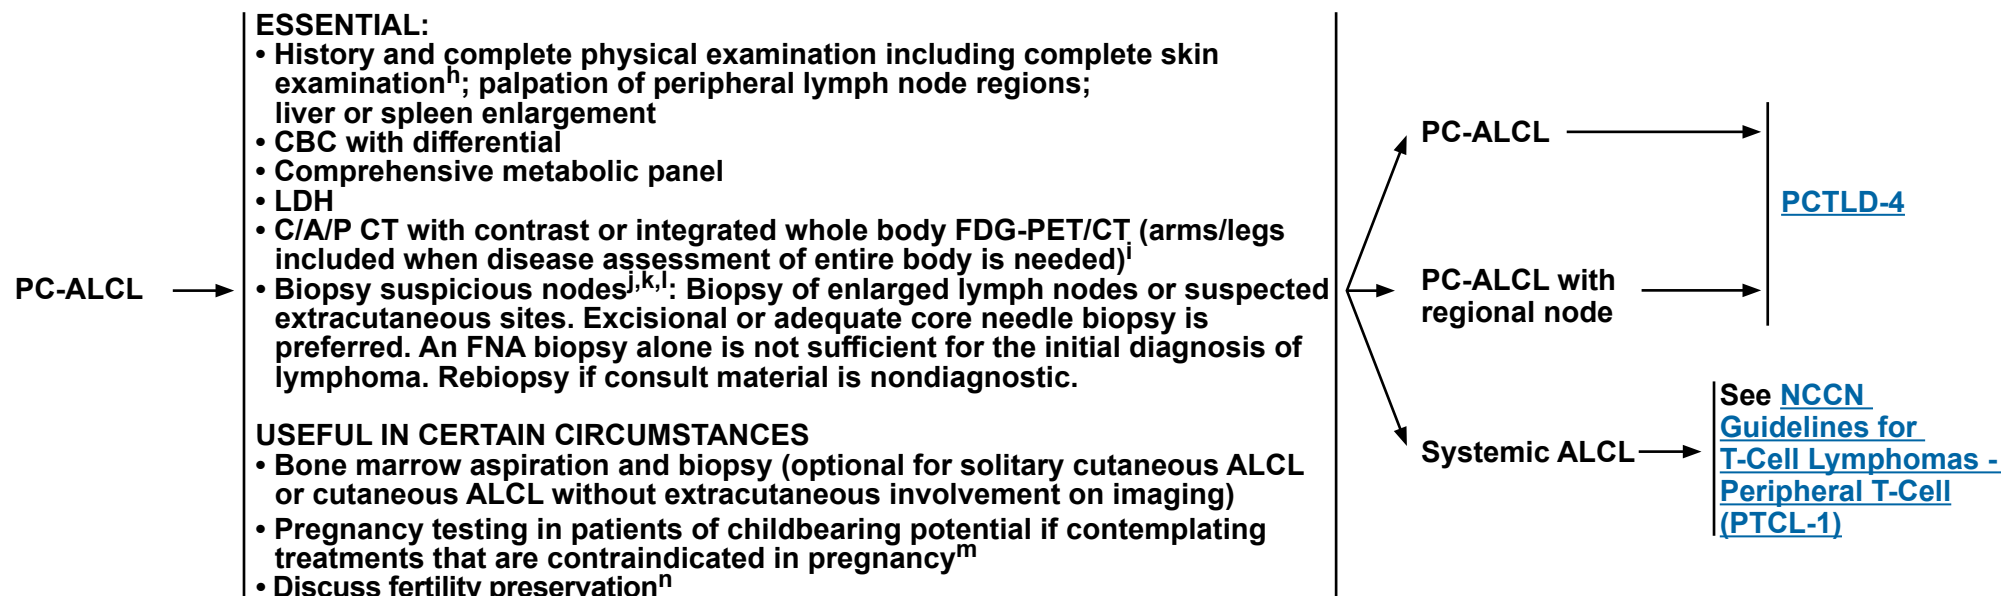 PC-ALCL
ESSENTIAL:
• History and complete physical examination including complete skin
examinationh; palpation of peripheral lymph node regions;
liver or spleen enlargement
• CBC with differential
• Comprehensive metabolic panel
• LDH
• C/A/P CT with contrast or integrated whole body FDG-PET/CT (arms/legs
included when disease assessment of entire body is needed)i
• Biopsy suspicious nodesj,k,l: Biopsy of enlarged lymph nodes or suspected
extracutaneous sites. Excisional or adequate core needle biopsy is
preferred. An FNA biopsy alone is not sufficient for the initial diagnosis of
lymphoma. Rebiopsy if consult material is nondiagnostic.
USEFUL IN CERTAIN CIRCUMSTANCES
• Bone marrow aspiration and biopsy (optional for solitary cutaneous ALCL
or cutaneous ALCL without extracutaneous involvement on imaging)
• Pregnancy testing in patients of childbearing potential if contemplating
treatments that are contraindicated in pregnancym
• Discuss fertility preservationn
PC-ALCL
PC-ALCL with
regional node
PCTLD-4
Systemic ALCL
See NCCN
Guidelines for
T-Cell Lymphomas -
Peripheral T-Cell
(PTCL-1)